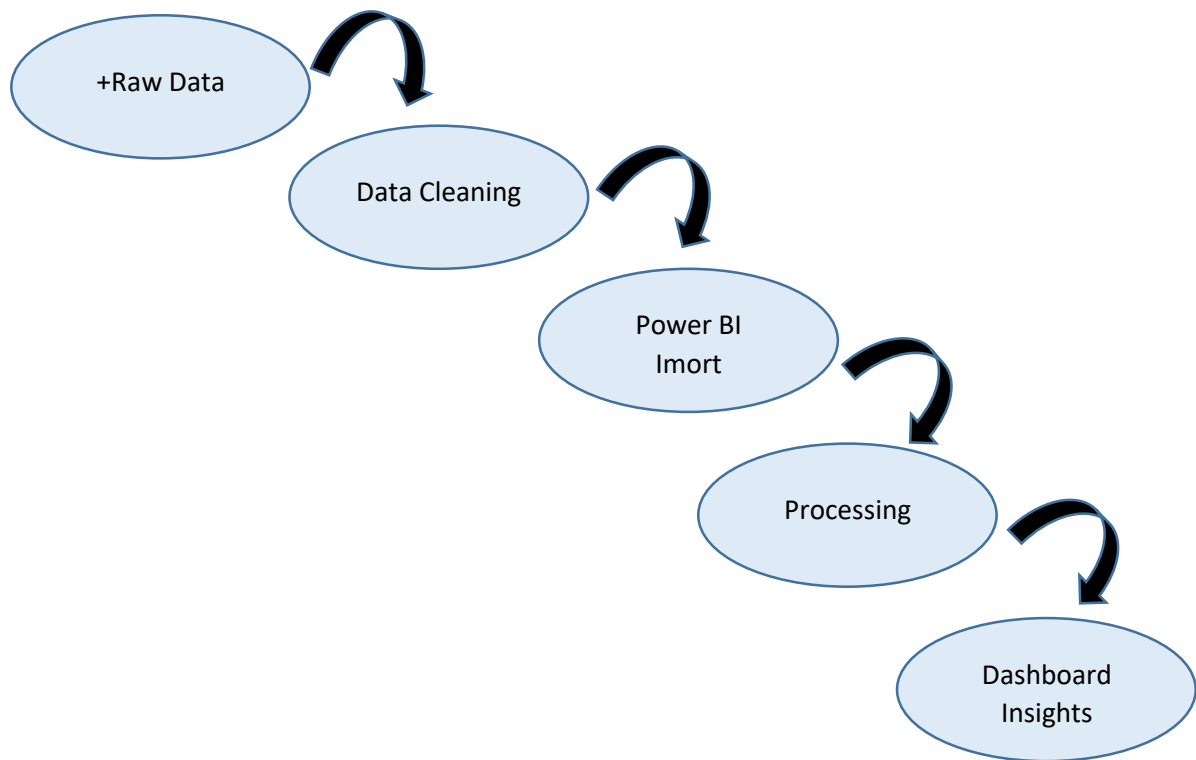 +Raw Data
Data Cleaning
Power BI
Imort
Processing
Dashboard
Insights